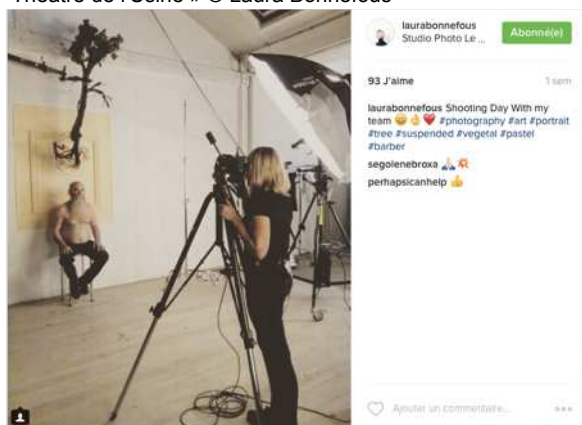 Théâtre de l'Seine » © Laura Bonnefous
laurabonnefous
Studio Photo Le ...
Abonné(e)
93 J'aime
1 sem
laurabonnefous Shooting Day With my
team 😄👌❤️ #photography #art #portrait
#tree #suspended #vegetal #pastel
#barber
segolenebroxa 🙏🏻💥
perhapsicanhelp 👍
Ajouter un commentaire...